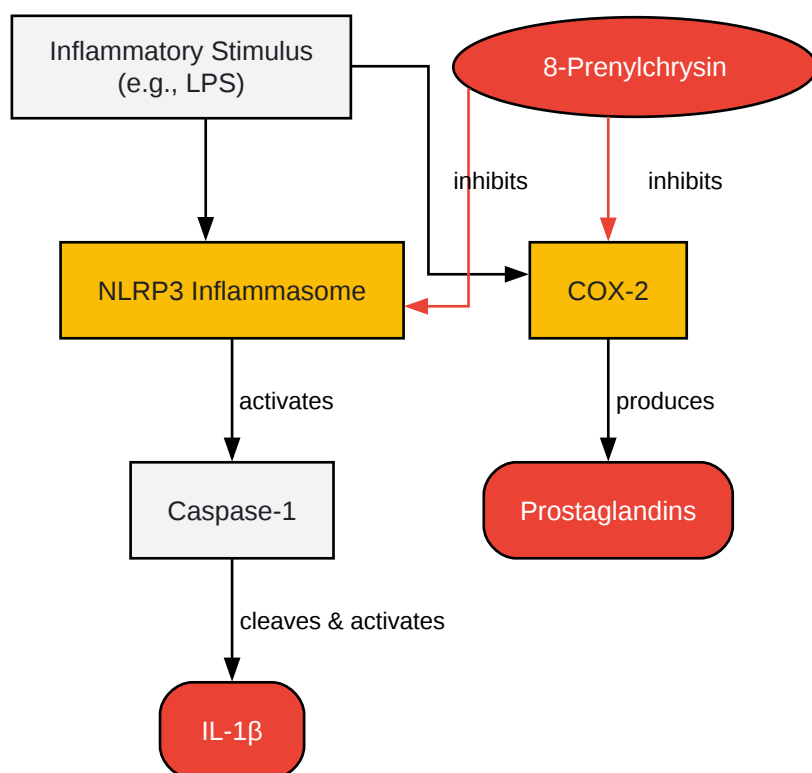 Inflammatory Stimulus
(e.g., LPS)
8-Prenylchrysin
inhibits
inhibits
NLRP3 Inflammasome
COX-2
activates
produces
Caspase-1
Prostaglandins
cleaves & activates
IL-1β